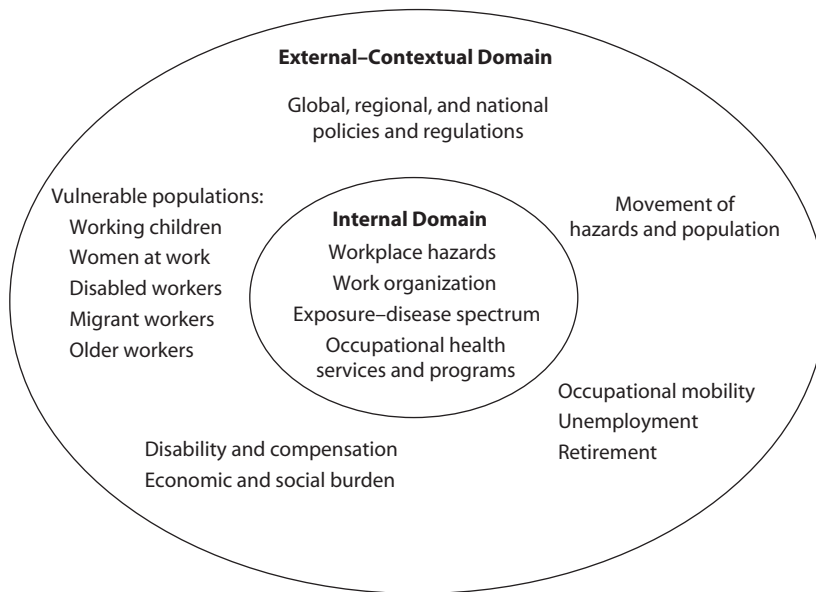 External–Contextual Domain
Global, regional, and national
policies and regulations
Vulnerable populations:
Working children
Women at work
Disabled workers
Migrant workers
Older workers
Internal Domain
Workplace hazards
Work organization
Exposure–disease spectrum
Occupational health
services and programs
Movement of
hazards and population
Occupational mobility
Unemployment
Retirement
Disability and compensation
Economic and social burden